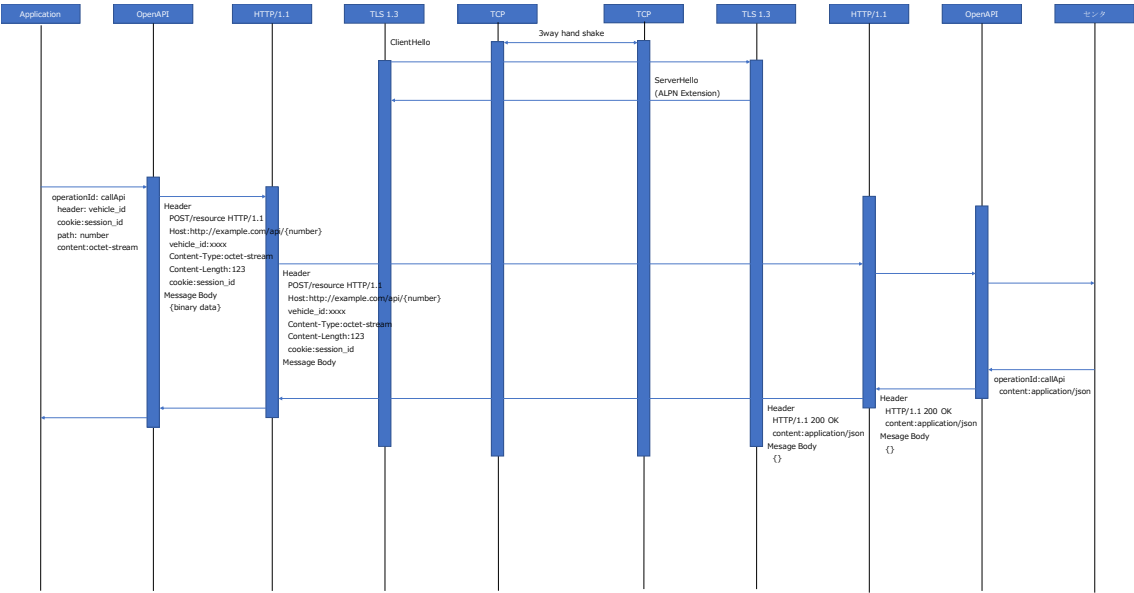 Application
OpenAPI
HTTP/1.1
TLS 1.3
TCP
TCP
TLS 1.3
HTTP/1.1
OpenAPI
センタ
3way hand shake
ClientHello
ServerHello
(ALPN Extension)
operationId: callApi
header: vehicle_id
cookie:session_id
path: number
content:octet-stream
Header
POST/resource HTTP/1.1
Host:http://example.com/api/{number}
vehicle_id:xxxx
Content-Type:octet-stream
Content-Length:123
cookie:session_id
Message Body
{binary data}
Header
POST/resource HTTP/1.1
Host:http://example.com/api/{number}
vehicle_id:xxxx
Content-Type:octet-stream
Content-Length:123
cookie:session_id
Message Body
operationId:callApi
content:application/json
Header
HTTP/1.1 200 OK
content:application/json
Mesage Body
{}
Header
HTTP/1.1 200 OK
content:application/json
Mesage Body
{}